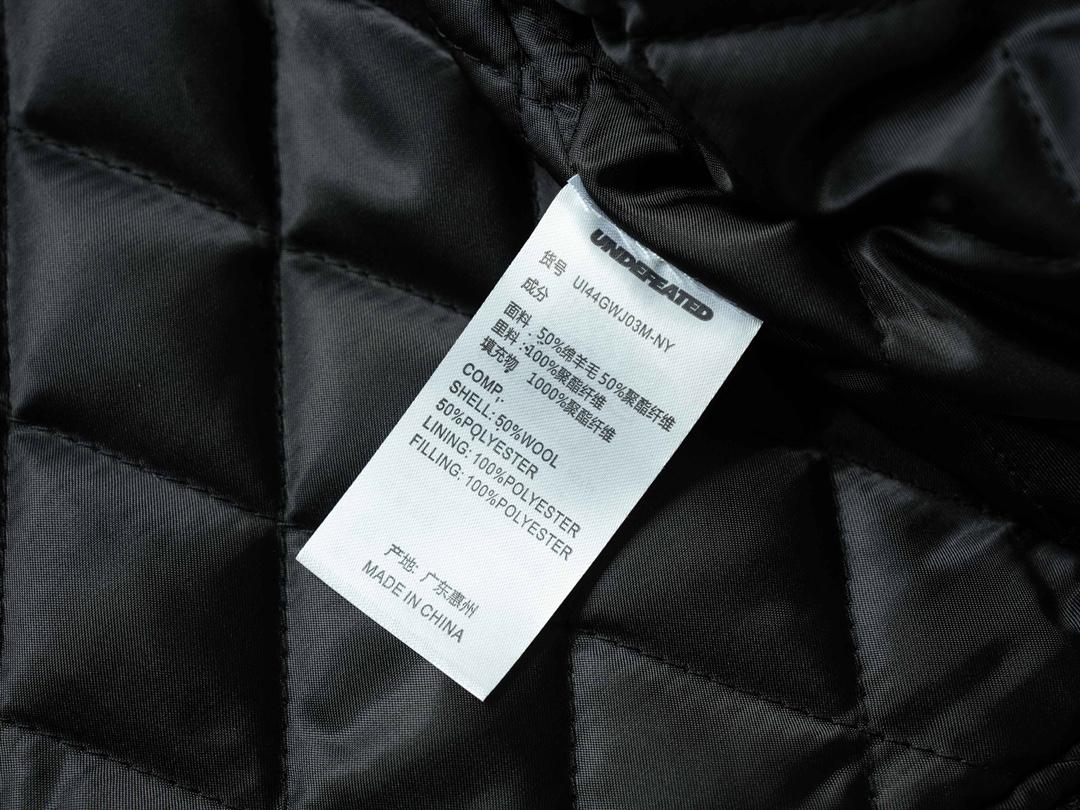 UNDEFEATED
货号 UI44GWJ03M-NY
成分
面料：50%绵羊毛 50%聚酯纤维
里料：100%聚酯纤维
填充物 1000%聚酯纤维
COMP:
SHELL: 50%WOOL
50%POLYESTER
LINING: 100%POLYESTER
FILLING: 100%POLYESTER
产地: 广东惠州
MADE IN CHINA